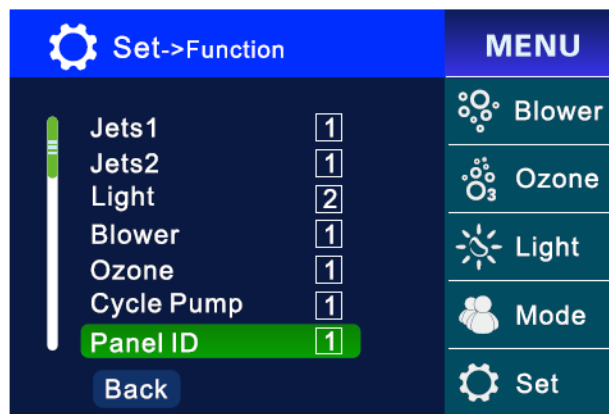 Set->Function
Jets1 1
Jets2 1
Light 2
Blower 1
Ozone 1
Cycle Pump 1
Panel ID 1
Back
MENU
Blower
O3 Ozone
Light
Mode
Set